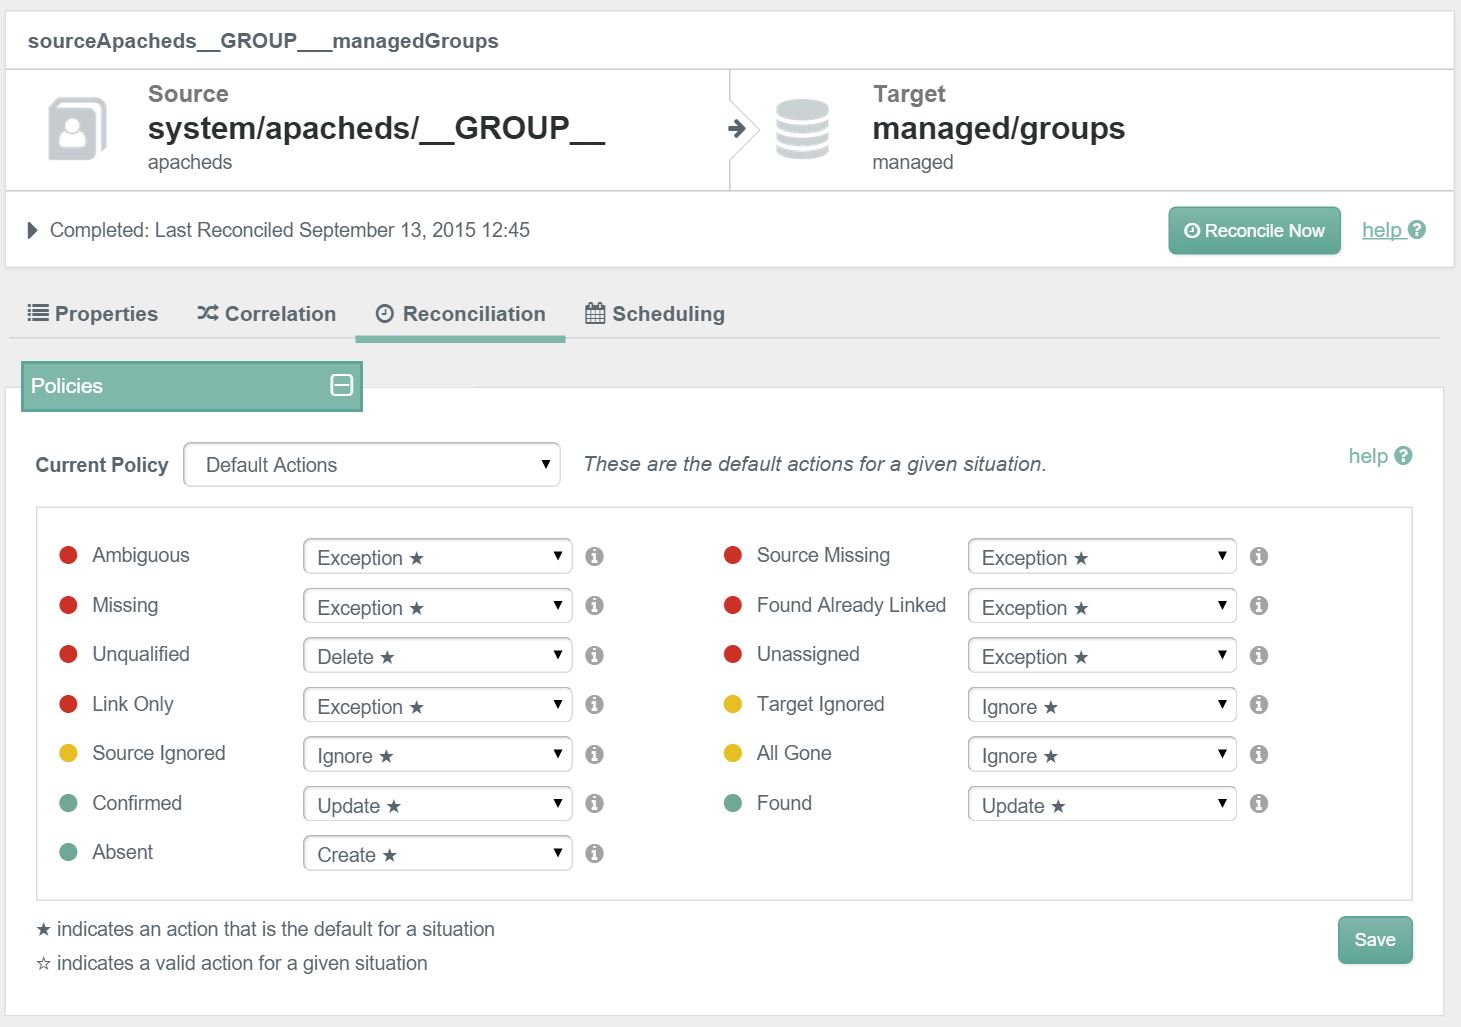 sourceApacheds__GROUP___managedGroups
Source
system/apacheds/__GROUP__
apacheds
Target
managed/groups
managed
Completed: Last Reconciled September 13, 2015 12:45
Reconcile Now
help
Properties
Correlation
Reconciliation
Scheduling
Policies
Current Policy
Default Actions
These are the default actions for a given situation.
help
Ambiguous
Exception ★
Source Missing
Exception ★
Missing
Exception ★
Found Already Linked
Exception ★
Unqualified
Delete ★
Unassigned
Exception ★
Link Only
Exception ★
Target Ignored
Ignore ★
Source Ignored
Ignore ★
All Gone
Ignore ★
Confirmed
Update ★
Found
Update ★
Absent
Create ★
★ indicates an action that is the default for a situation
☆ indicates a valid action for a given situation
Save